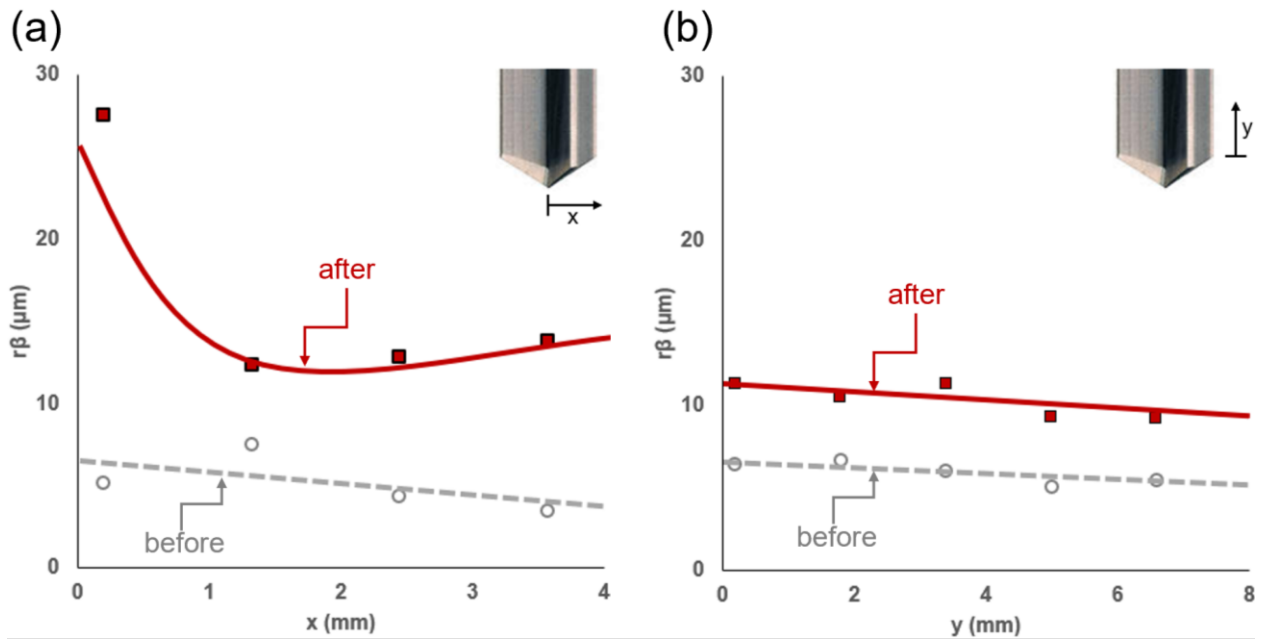 (a)
30
20
10
0
rβ (µm)
after
before
x
0 1 2 3 4
x (mm)
(b)
30
20
10
0
rβ (µm)
after
before
y
0 2 4 6 8
y (mm)